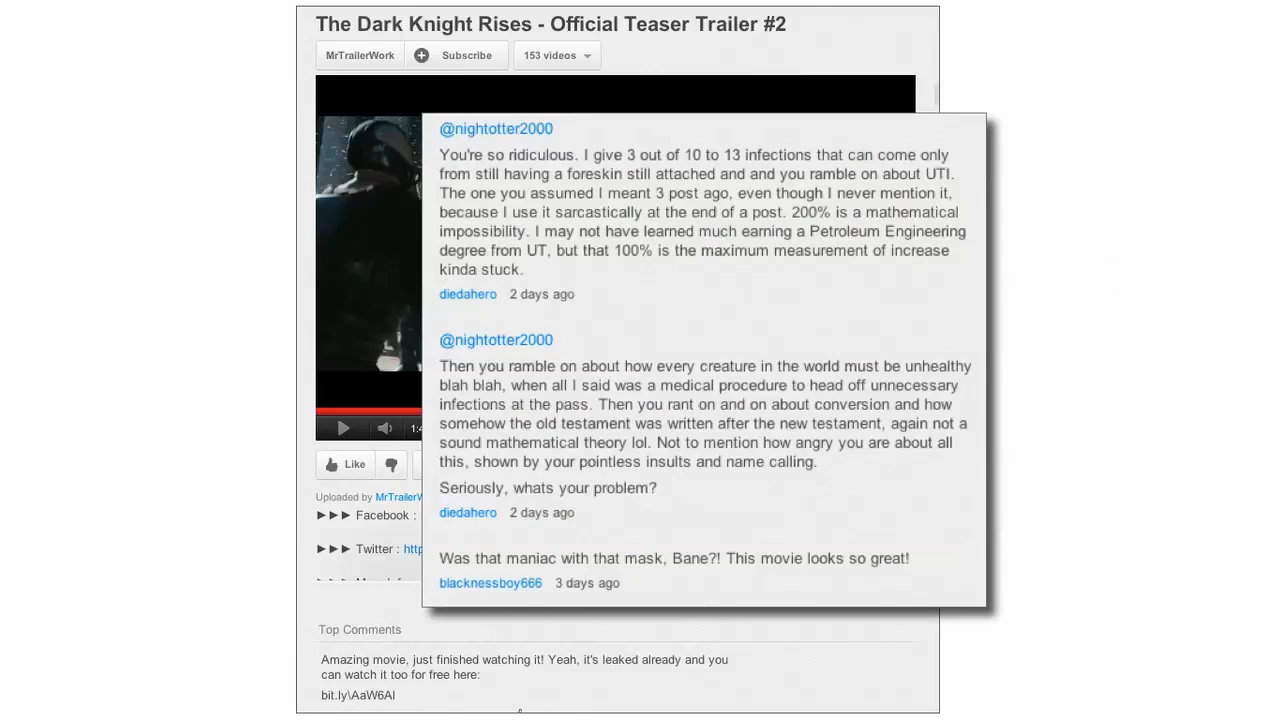 The Dark Knight Rises - Official Teaser Trailer #2
MrTrailerWork Subscribe 153 videos
@nightotter2000
You're so ridiculous. I give 3 out of 10 to 13 infections that can come only
from still having a foreskin still attached and and you ramble on about UTI.
The one you assumed I meant 3 post ago, even though I never mention it,
because I use it sarcastically at the end of a post. 200% is a mathematical
impossibility. I may not have learned much earning a Petroleum Engineering
degree from UT, but that 100% is the maximum measurement of increase
kinda stuck.
diedahero 2 days ago
@nightotter2000
Then you ramble on about how every creature in the world must be unhealthy
blah blah, when all I said was a medical procedure to head off unnecessary
infections at the pass. Then you rant on and on about conversion and how
somehow the old testament was written after the new testament, again not a
sound mathematical theory lol. Not to mention how angry you are about all
this, shown by your pointless insults and name calling.
Seriously, whats your problem?
diedahero 2 days ago
Was that maniac with that mask, Bane?! This movie looks so great!
blacknessboy666 3 days ago
Like
Uploaded by MrTrailerW
►►► Facebook :
►►► Twitter : http
Top Comments
Amazing movie, just finished watching it! Yeah, it's leaked already and you
can watch it too for free here:
bit.ly\AaW6AI